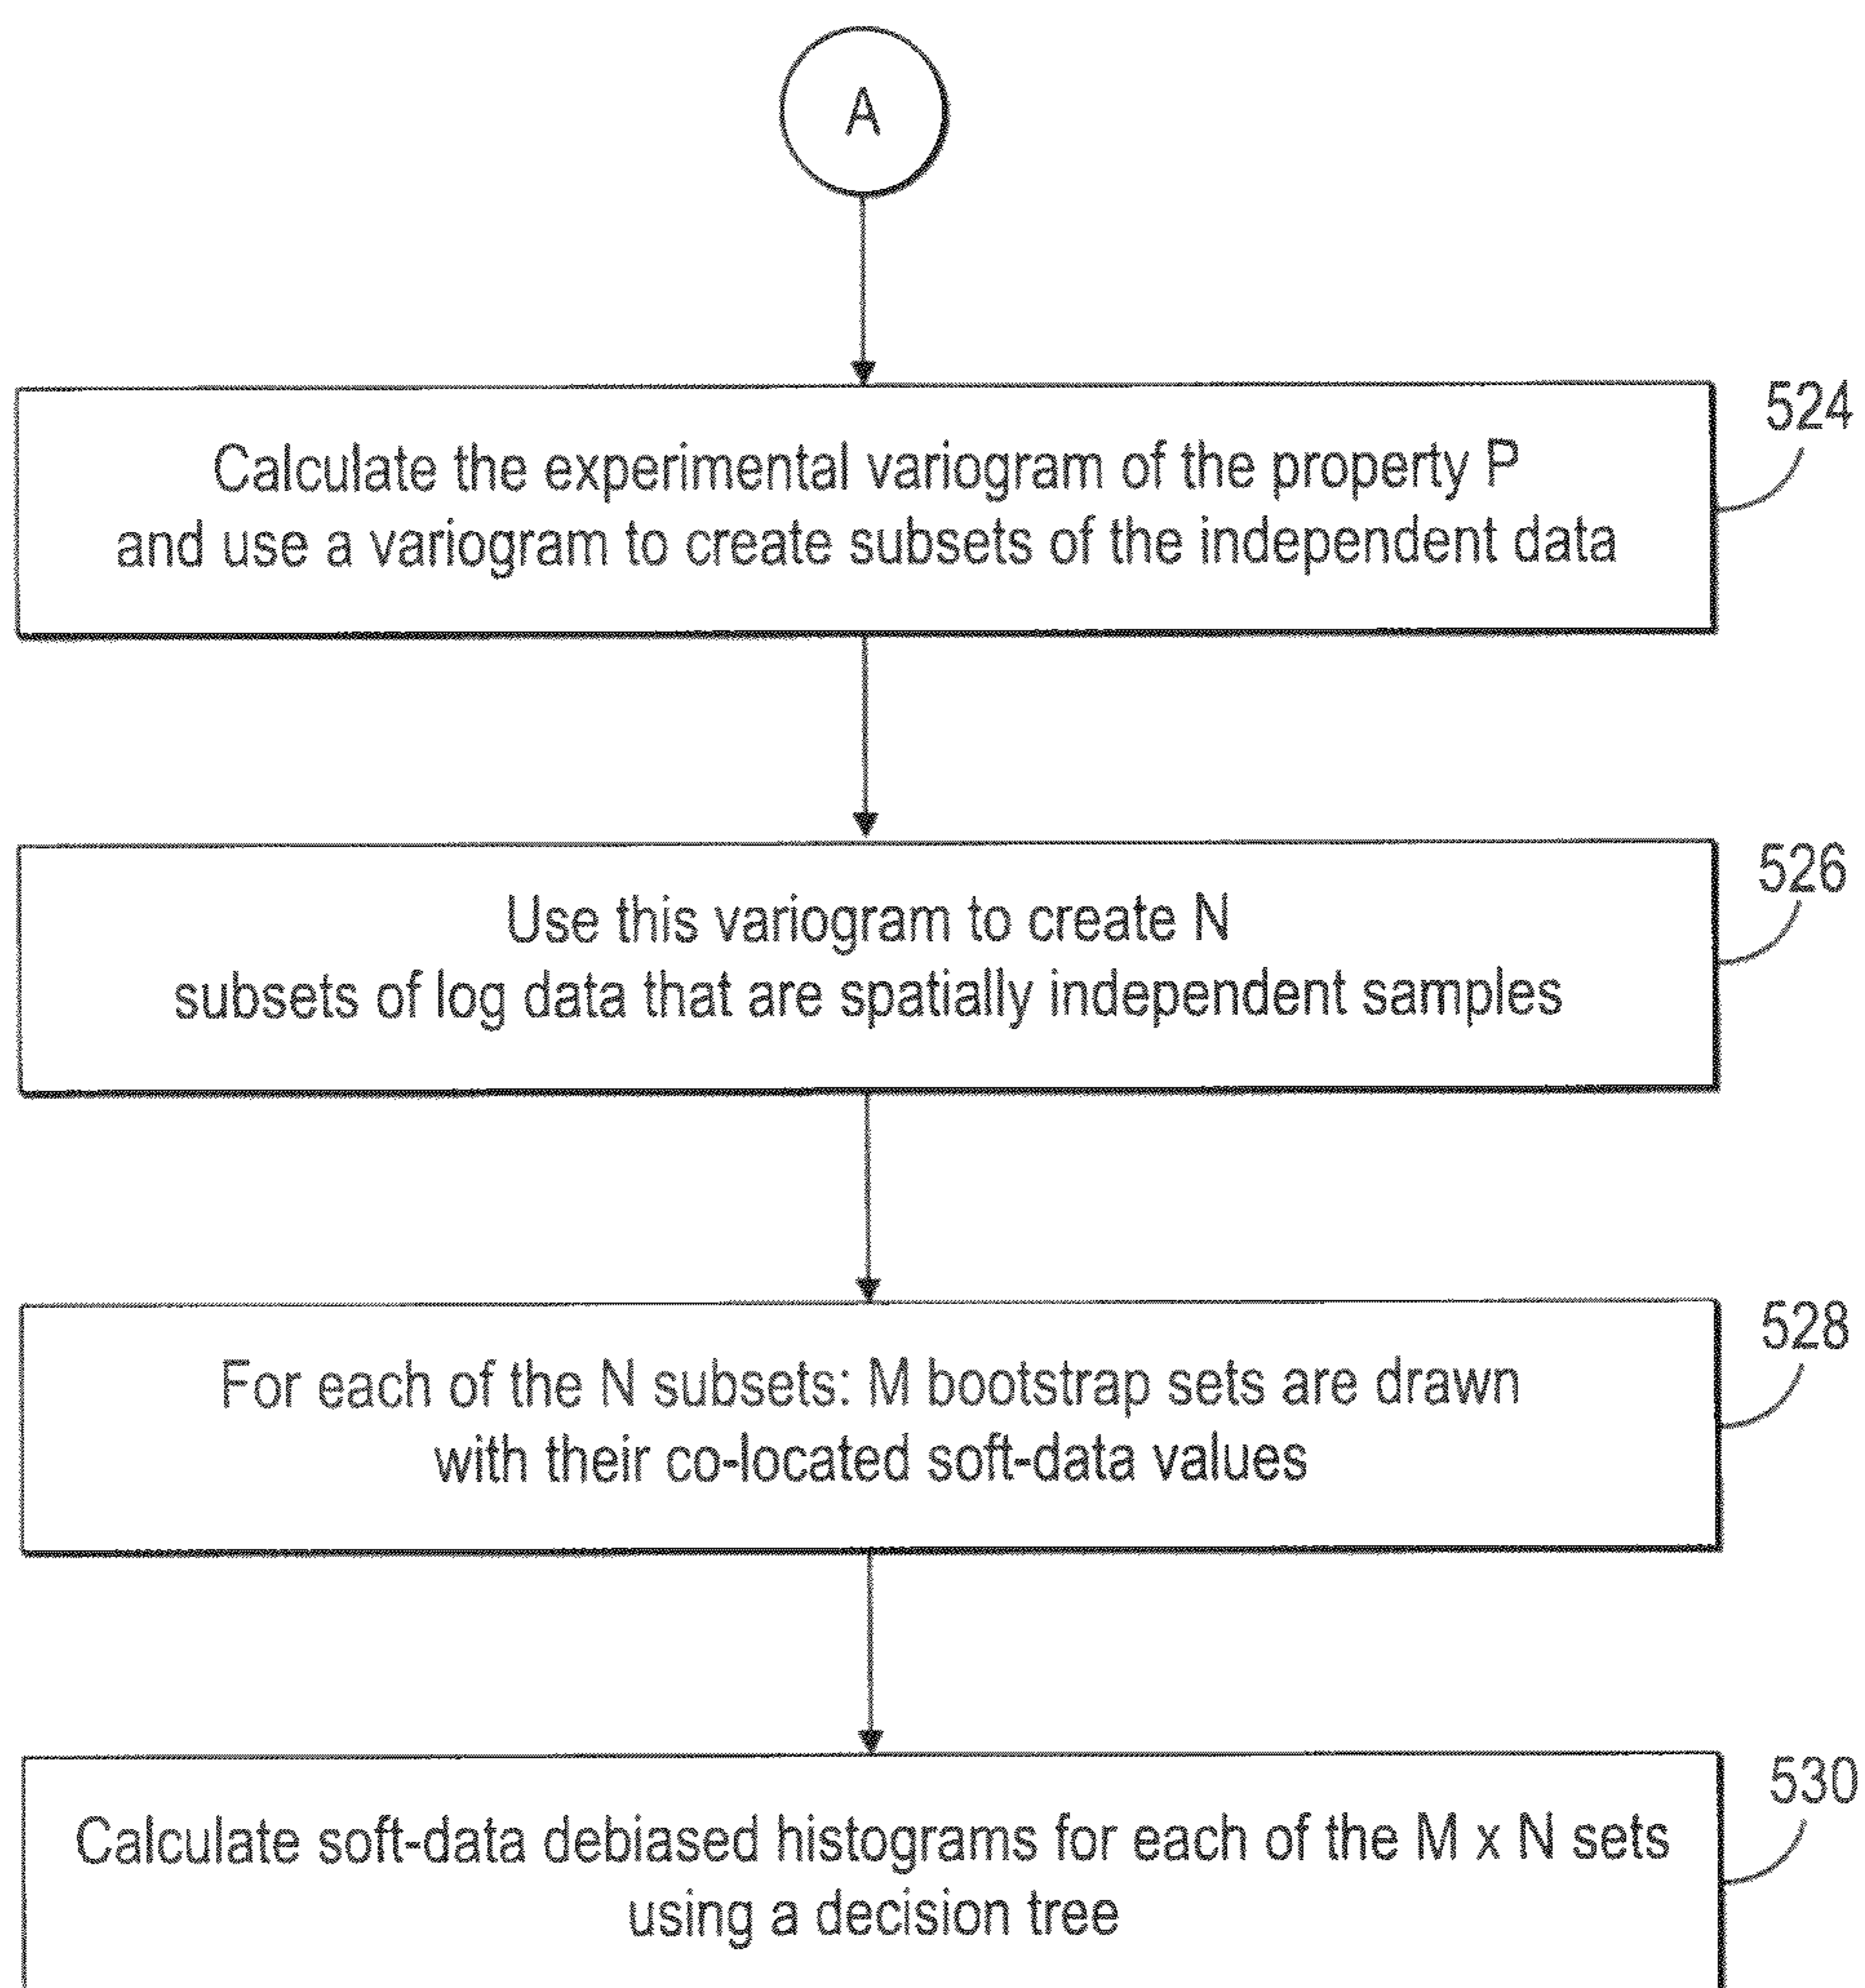 A
524
Calculate the experimental variogram of the property P
and use a variogram to create subsets of the independent data
526
Use this variogram to create N
subsets of log data that are spatially independent samples
528
For each of the N subsets: M bootstrap sets are drawn
with their co-located soft-data values
530
Calculate soft-data debiased histograms for each of the M x N sets
using a decision tree